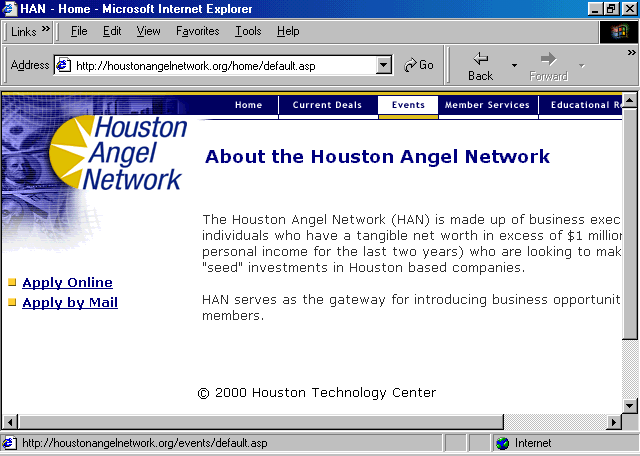 HAN - Home - Microsoft Internet Explorer
Links » File Edit View Favorites Tools Help
Address http://houstonangelnetwork.org/home/default.asp Go Back Forward »
Home Current Deals Events Member Services Educational Re
Houston
Angel
Network
About the Houston Angel Network
The Houston Angel Network (HAN) is made up of business exec
individuals who have a tangible net worth in excess of $1 million
personal income for the last two years) who are looking to mak
"seed" investments in Houston based companies.
Apply Online
Apply by Mail
HAN serves as the gateway for introducing business opportunit
members.
© 2000 Houston Technology Center
http://houstonangelnetwork.org/events/default.asp Internet